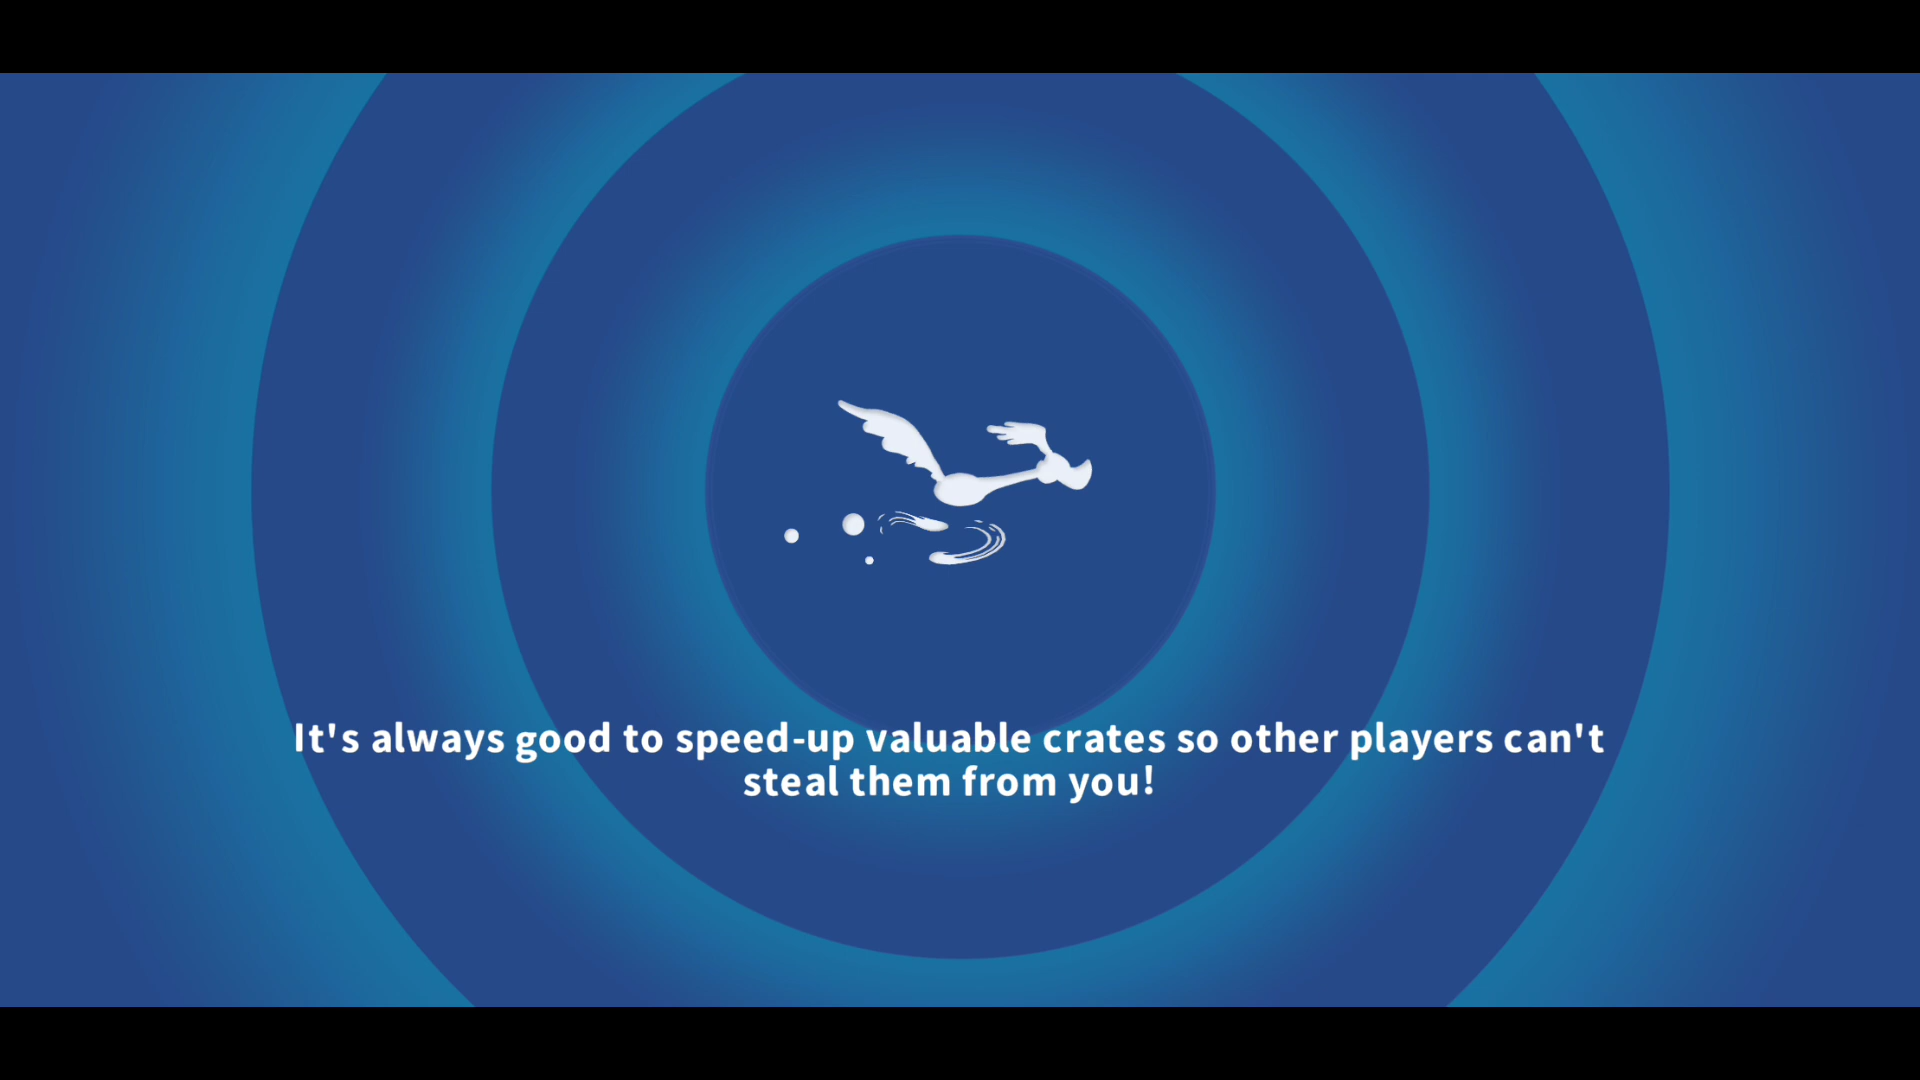 It's always good to speed-up valuable crates so other players can't
steal them from you!